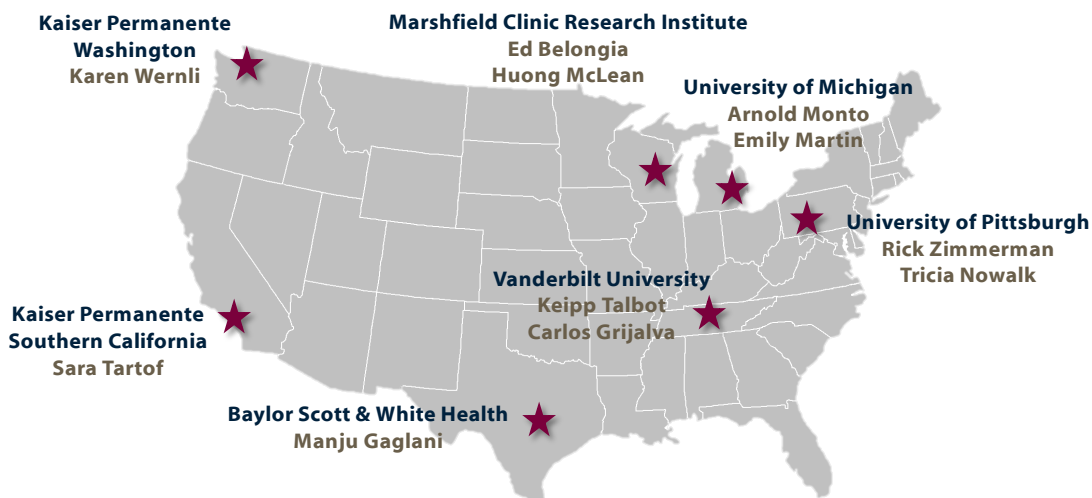 Kaiser Permanente
Washington
Karen Wernli
Marshfield Clinic Research Institute
Ed Belongia
Huong McLean
University of Michigan
Arnold Monto
Emily Martin
University of Pittsburgh
Rick Zimmerman
Tricia Nowalk
Vanderbilt University
Keipp Talbot
Carlos Grijalva
Kaiser Permanente
Southern California
Sara Tartof
Baylor Scott & White Health
Manju Gaglani